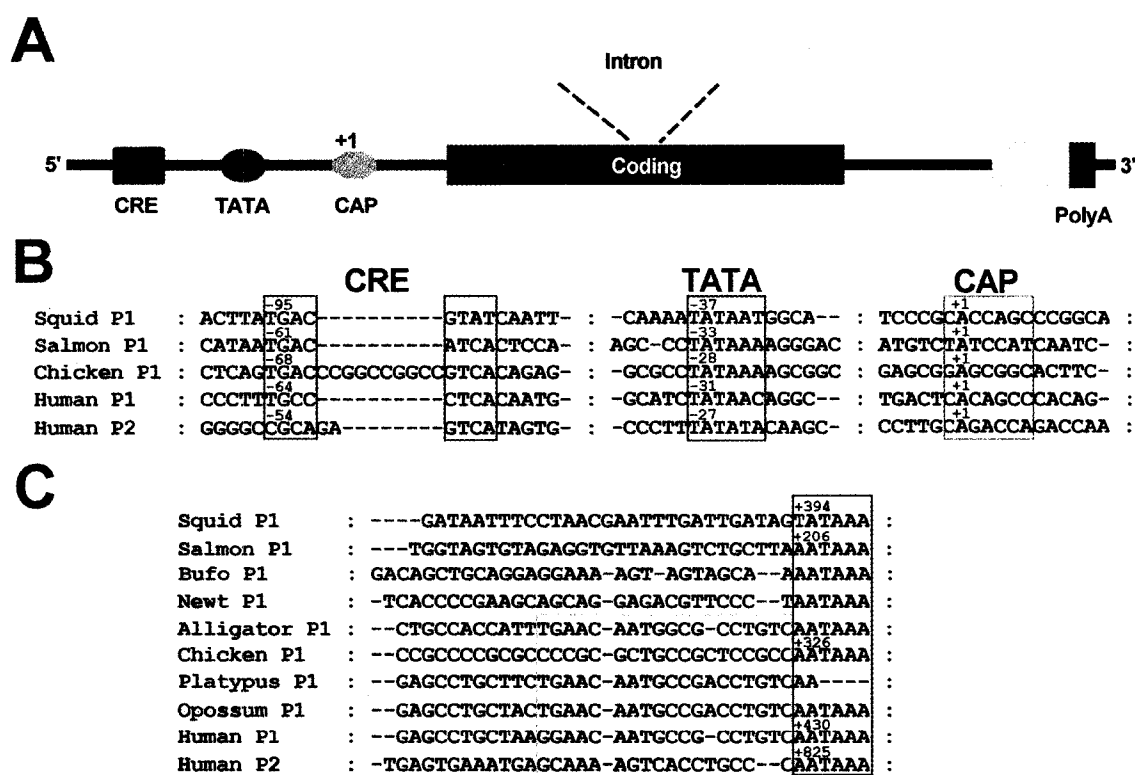 A
Intron
+1
5'
Coding
3'
CRE
TATA
CAP
PolyA
B
CRE TATA CAP
-95 -37 +1
Squid P1 : ACTTATGAC----------GTATCAATT- : -CAAAATATAATGGCA-- : TCCCGCACCAGCCCGGCA :
-61 -33 +1
Salmon P1 : CATAATGAC----------ATCACTCCA- : AGC-CCTATAAAAGGGAC : ATGTCTATCCATCAATC- :
-68 -28 +1
Chicken P1 : CTCAGTGACCCGGCCGGCCGTCACAGAG- : GCGCCTATAAAAGCGGC : GAGCGGAGCGGCACTTC- :
-64 -31 +1
Human P1 : CCCTTTGCC----------CTCACAATG- : -GCATCTATAACAGGC-- : TGACTCACAGCCCACAG- :
-54 -27 +1
Human P2 : GGGGCCGCAGA--------GTCATAGTG- : -CCCTTTATATACAAGC- : CCTTGCAGACCAGACCAA :
C
+394
Squid P1 : ----GATAATTTCCTAACGAATTTGATTGATAGTATAAA :
+206
Salmon P1 : ---TGGTAGTGTAGAGGTGTTAAAGTCTGCTTAAATAAA :
Bufo P1 : GACAGCTGCAGGAGGAAA-AGT-AGTAGCA--AAATAAA :
Newt P1 : -TCACCCCGAAGCAGCAG-GAGACGTTCCC--TAATAAA :
Alligator P1 : --CTGCCACCATTTGAAC-AATGGCG-CCTGTCAATAAA :
+326
Chicken P1 : --CCGCCCCGCGCCCCGC-GCTGCCGCTCCGCCAATAAA :
Platypus P1 : --GAGCCTGCTTCTGAAC-AATGCCGACCTGTCAA---- :
Opossum P1 : --GAGCCTGCTACTGAAC-AATGCCGACCTGTCAATAAA :
+430
Human P1 : --GAGCCTGCTAAGGAAC-AATGCCG-CCTGTCAATAAA :
+825
Human P2 : -TGAGTGAAATGAGCAAA-AGTCACCTGCC--CAATAAA :